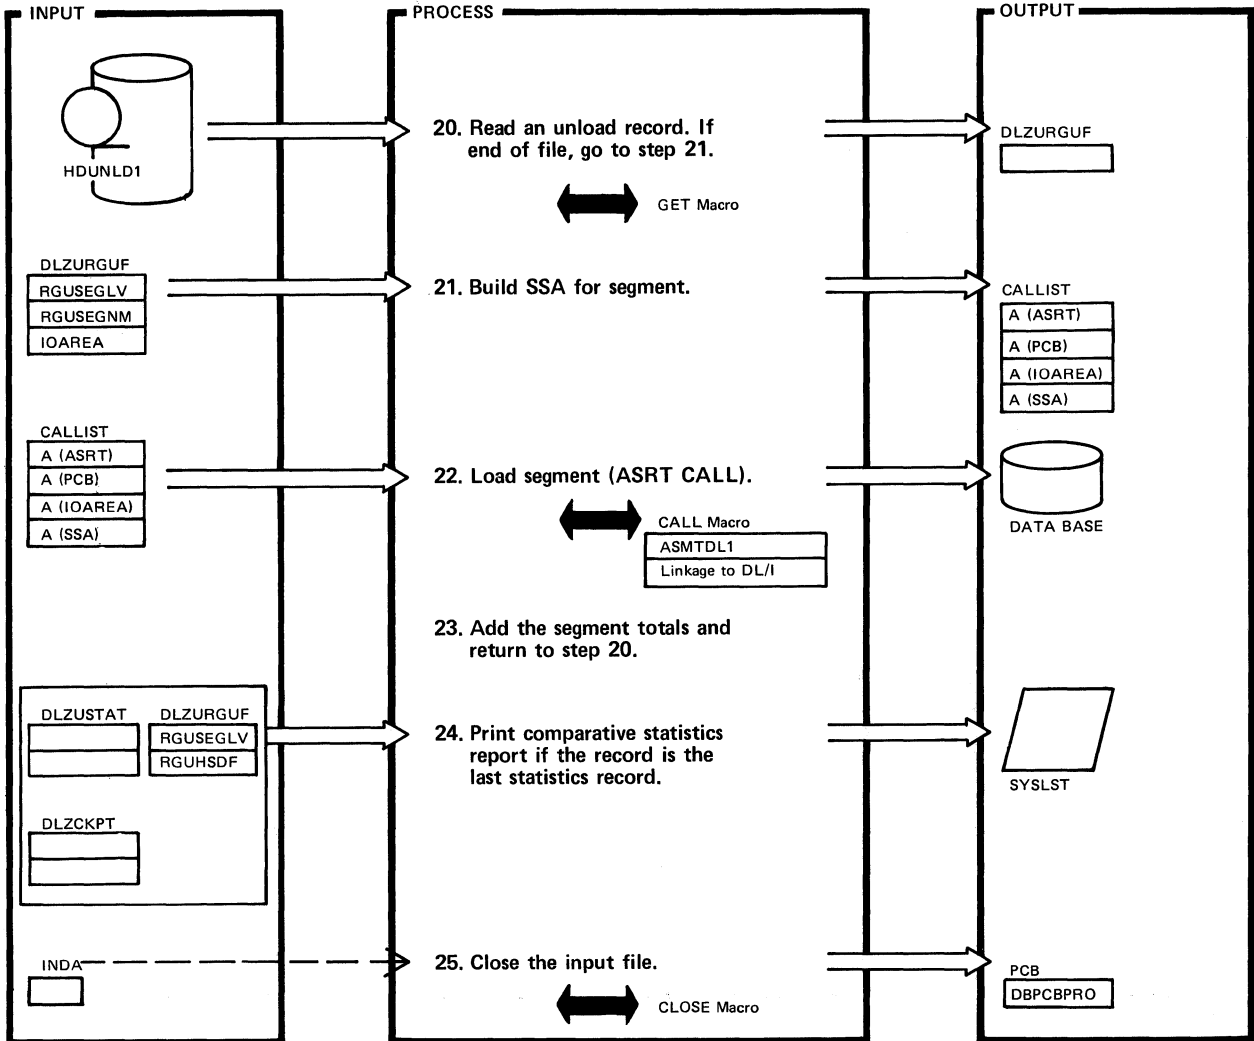 INPUT
PROCESS
OUTPUT
HDUNLD1
20. Read an unload record. If
end of file, go to step 21.
GET Macro
DLZURGUF
DLZURGUF
RGUSEGLV
RGUSEGNM
IOAREA
21. Build SSA for segment.
CALLIST
A (ASRT)
A (PCB)
A (IOAREA)
A (SSA)
CALLIST
A (ASRT)
A (PCB)
A (IOAREA)
A (SSA)
22. Load segment (ASRT CALL).
CALL Macro
ASMTDL1
Linkage to DL/I
DATA BASE
23. Add the segment totals and
return to step 20.
DLZUSTAT
DLZURGUF
RGUSEGLV
RGUHSDF
DLZCKPT
24. Print comparative statistics
report if the record is the
last statistics record.
SYSLST
INDA
25. Close the input file.
CLOSE Macro
PCB
DBPCBPRO